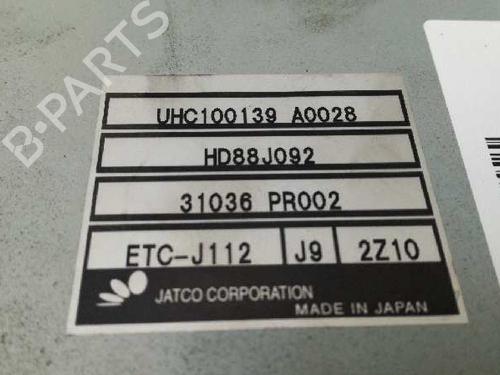 UHC100139 A0028
HD88J092
31036 PR002
ETC-J112 J9 2Z10
JATCO CORPORATION
MADE IN JAPAN
B-PARTS